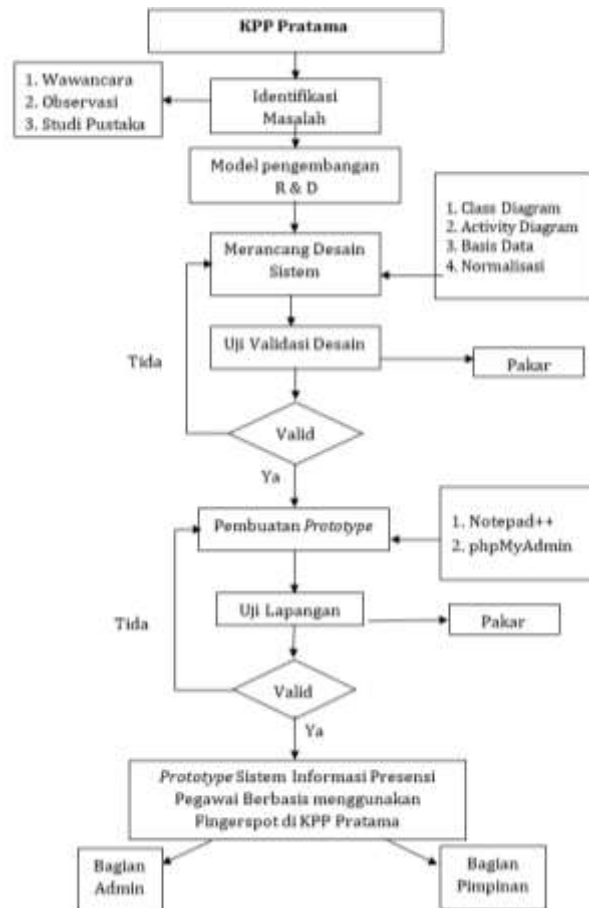 KPP Pratama
1. Wawancara
2. Observasi
3. Studi Pustaka
Identifikasi
Masalah
Model pengembangan
R & D
1. Class Diagram
2. Activity Diagram
3. Basis Data
4. Normalisasi
Merancang Desain
Sistem
Uji Validasi Desain
Pakar
Tida
Valid
Ya
Pembuatan Prototype
1. Notepad++
2. phpMyAdmin
Uji Lapangan
Pakar
Tida
Valid
Ya
Prototype Sistem Informasi Presensi
Pegawai Berbasis menggunakan
Fingerspot di KPP Pratama
Bagian
Admin
Bagian
Pimpinan